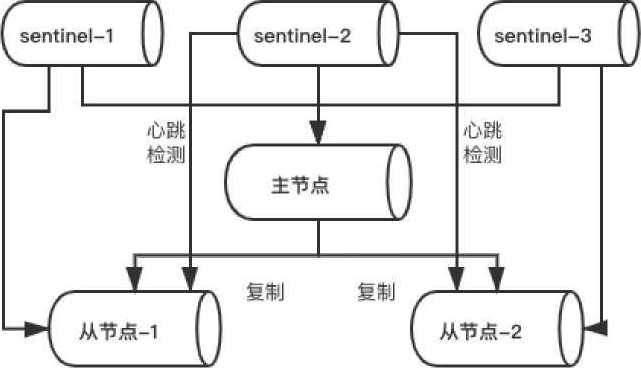 sentinel-1
sentinel-2
sentinel-3
心跳
检测
心跳
检测
主节点
复制
复制
从节点-1
从节点-2